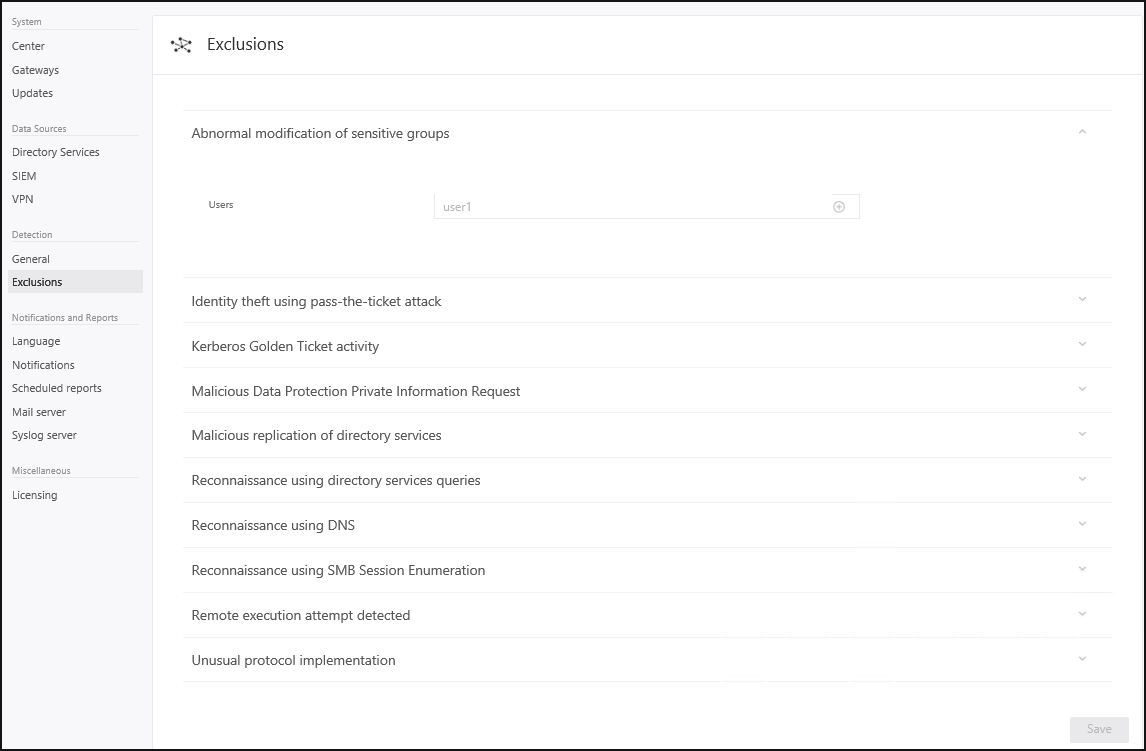 System
Center
Gateways
Updates
Data Sources
Directory Services
SIEM
VPN
Detection
General
Exclusions
Notifications and Reports
Language
Notifications
Scheduled reports
Mail server
Syslog server
Miscellaneous
Licensing
Exclusions
Abnormal modification of sensitive groups
Users
user1
Identity theft using pass-the-ticket attack
Kerberos Golden Ticket activity
Malicious Data Protection Private Information Request
Malicious replication of directory services
Reconnaissance using directory services queries
Reconnaissance using DNS
Reconnaissance using SMB Session Enumeration
Remote execution attempt detected
Unusual protocol implementation
Save